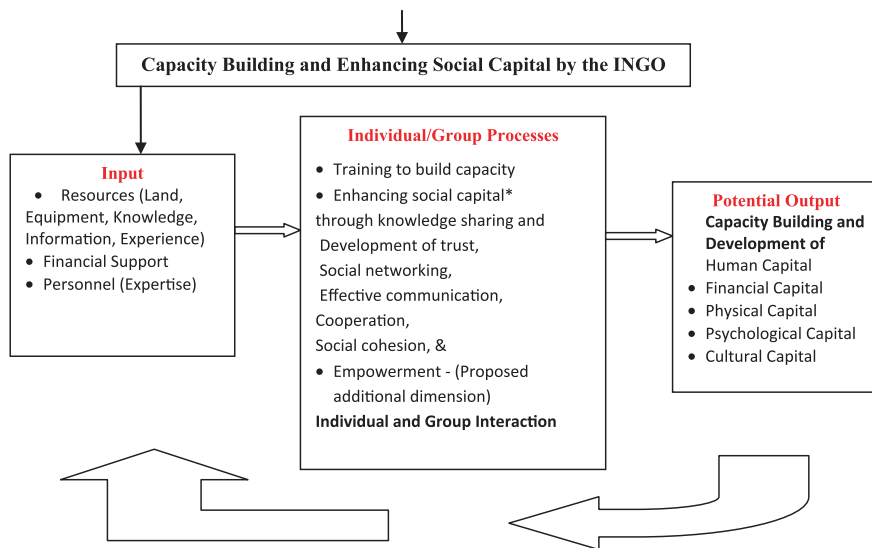 Capacity Building and Enhancing Social Capital by the INGO
Input
• Resources (Land,
Equipment, Knowledge,
Information, Experience)
• Financial Support
• Personnel (Expertise)
Individual/Group Processes
• Training to build capacity
• Enhancing social capital*
through knowledge sharing and
Development of trust,
Social networking,
Effective communication,
Cooperation,
Social cohesion, &
• Empowerment - (Proposed
additional dimension)
Individual and Group Interaction
Potential Output
Capacity Building and
Development of
Human Capital
• Financial Capital
• Physical Capital
• Psychological Capital
• Cultural Capital